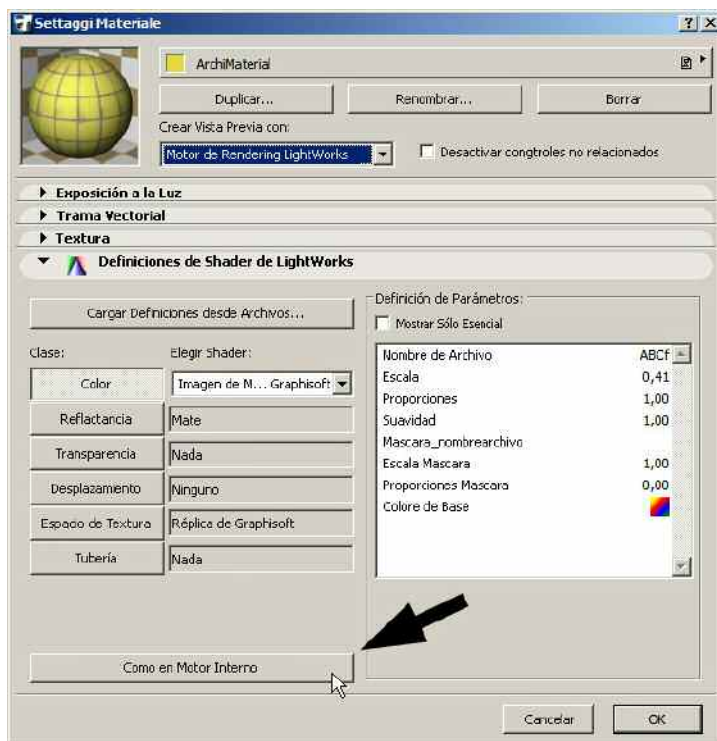 Settaggi Materiale
ArchiMaterial
Duplicar...
Renombrar...
Borrar
Crear Vista Previa con:
Motor de Rendering LightWorks
Desactivar congtroles no relacionados
Exposición a la Luz
Trama Vectorial
Textura
Definiciones de Shader de LightWorks
Cargar Definiciones desde Archivos...
Clase:
Elegir Shader:
Color
Imagen de M... Graphisoft
Reflactancia
Mate
Transparencia
Nada
Desplazamiento
Ninguno
Espacio de Textura
Réplica de Graphisoft
Tubería
Nada
Como en Motor Interno
Definición de Parámetros:
Mostrar Sólo Esencial
Nombre de Archivo ABCf
Escala 0,41
Proporciones 1,00
Suavidad 1,00
Mascara_nombrearchivo
Escala Mascara 1,00
Proporciones Mascara 0,00
Colore de Base
Cancelar
OK